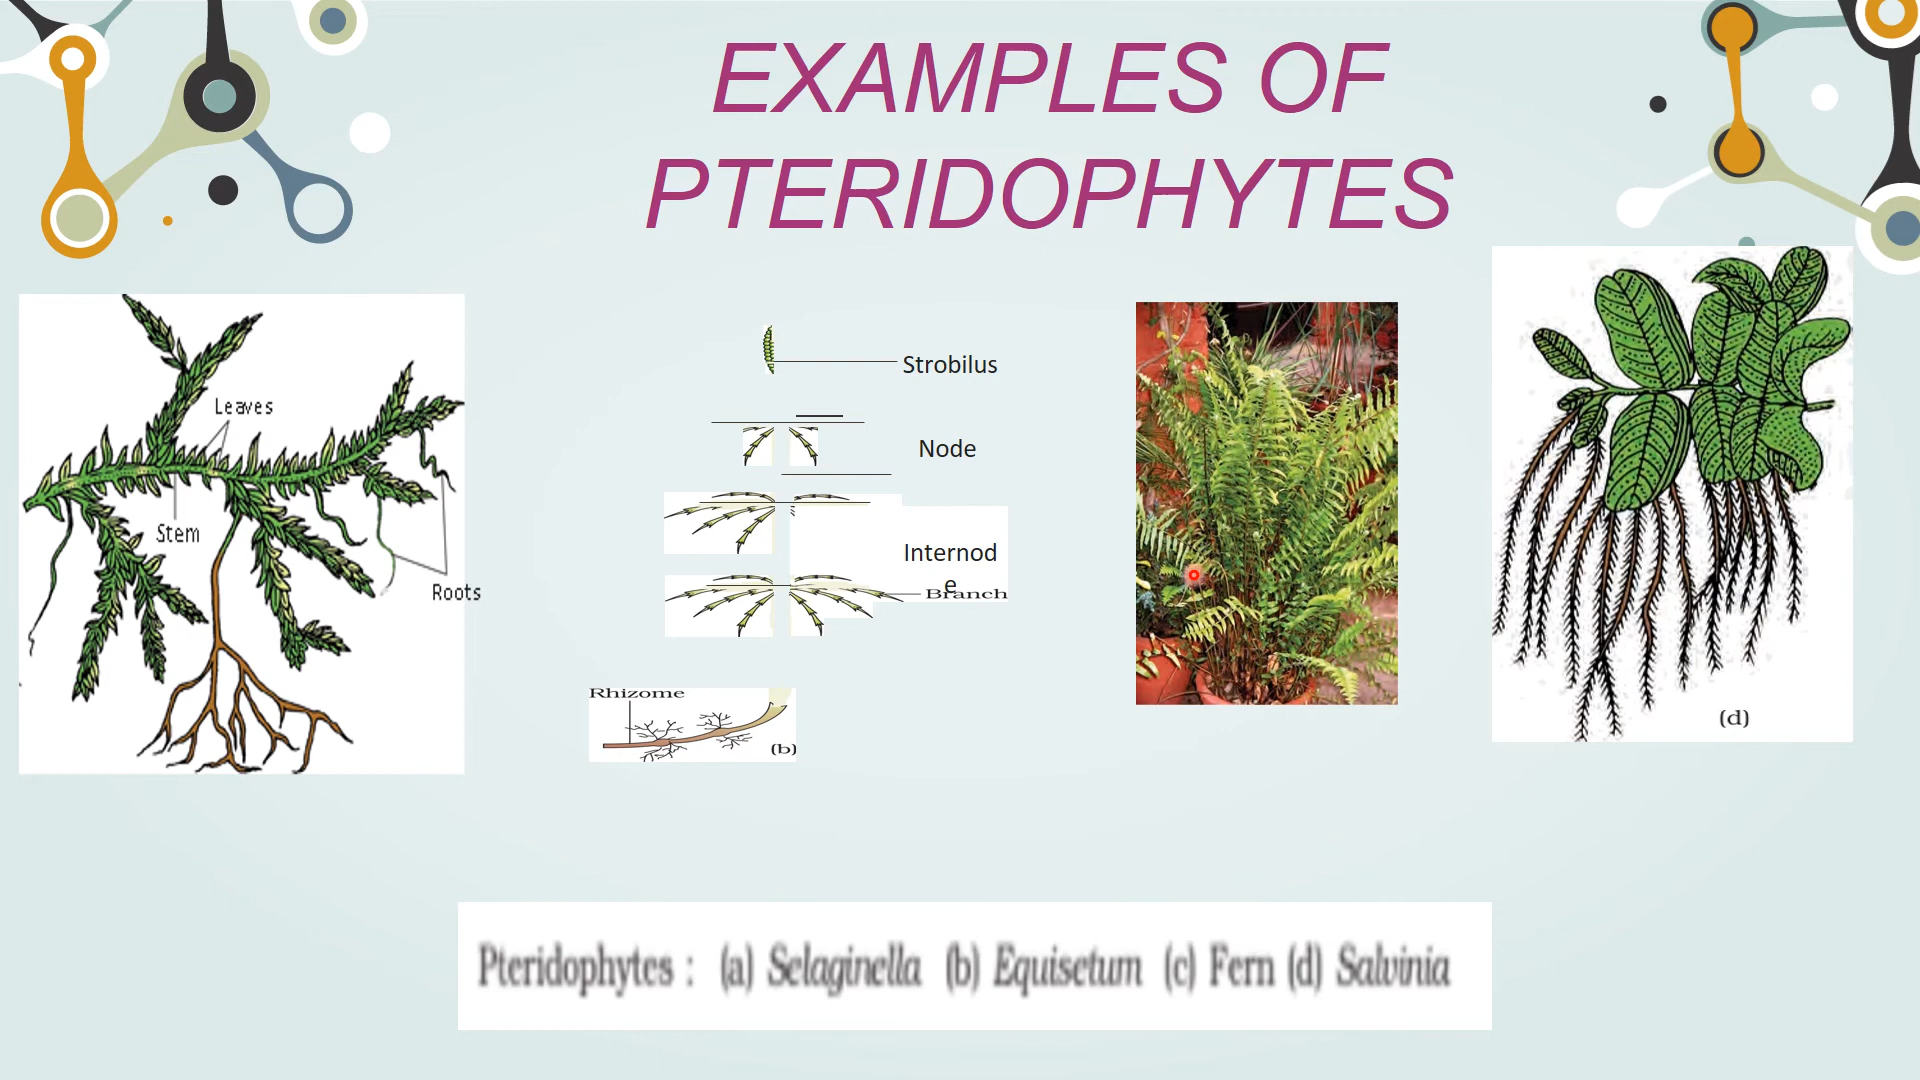 EXAMPLES OF
PTERIDOPHYTES
Leaves
Stem
Roots
Strobilus
Node
Internod
e
Branch
Rhizome
(b)
(d)
Pteridophytes : (a) Selaginella (b) Equisetum (c) Fern (d) Salvinia